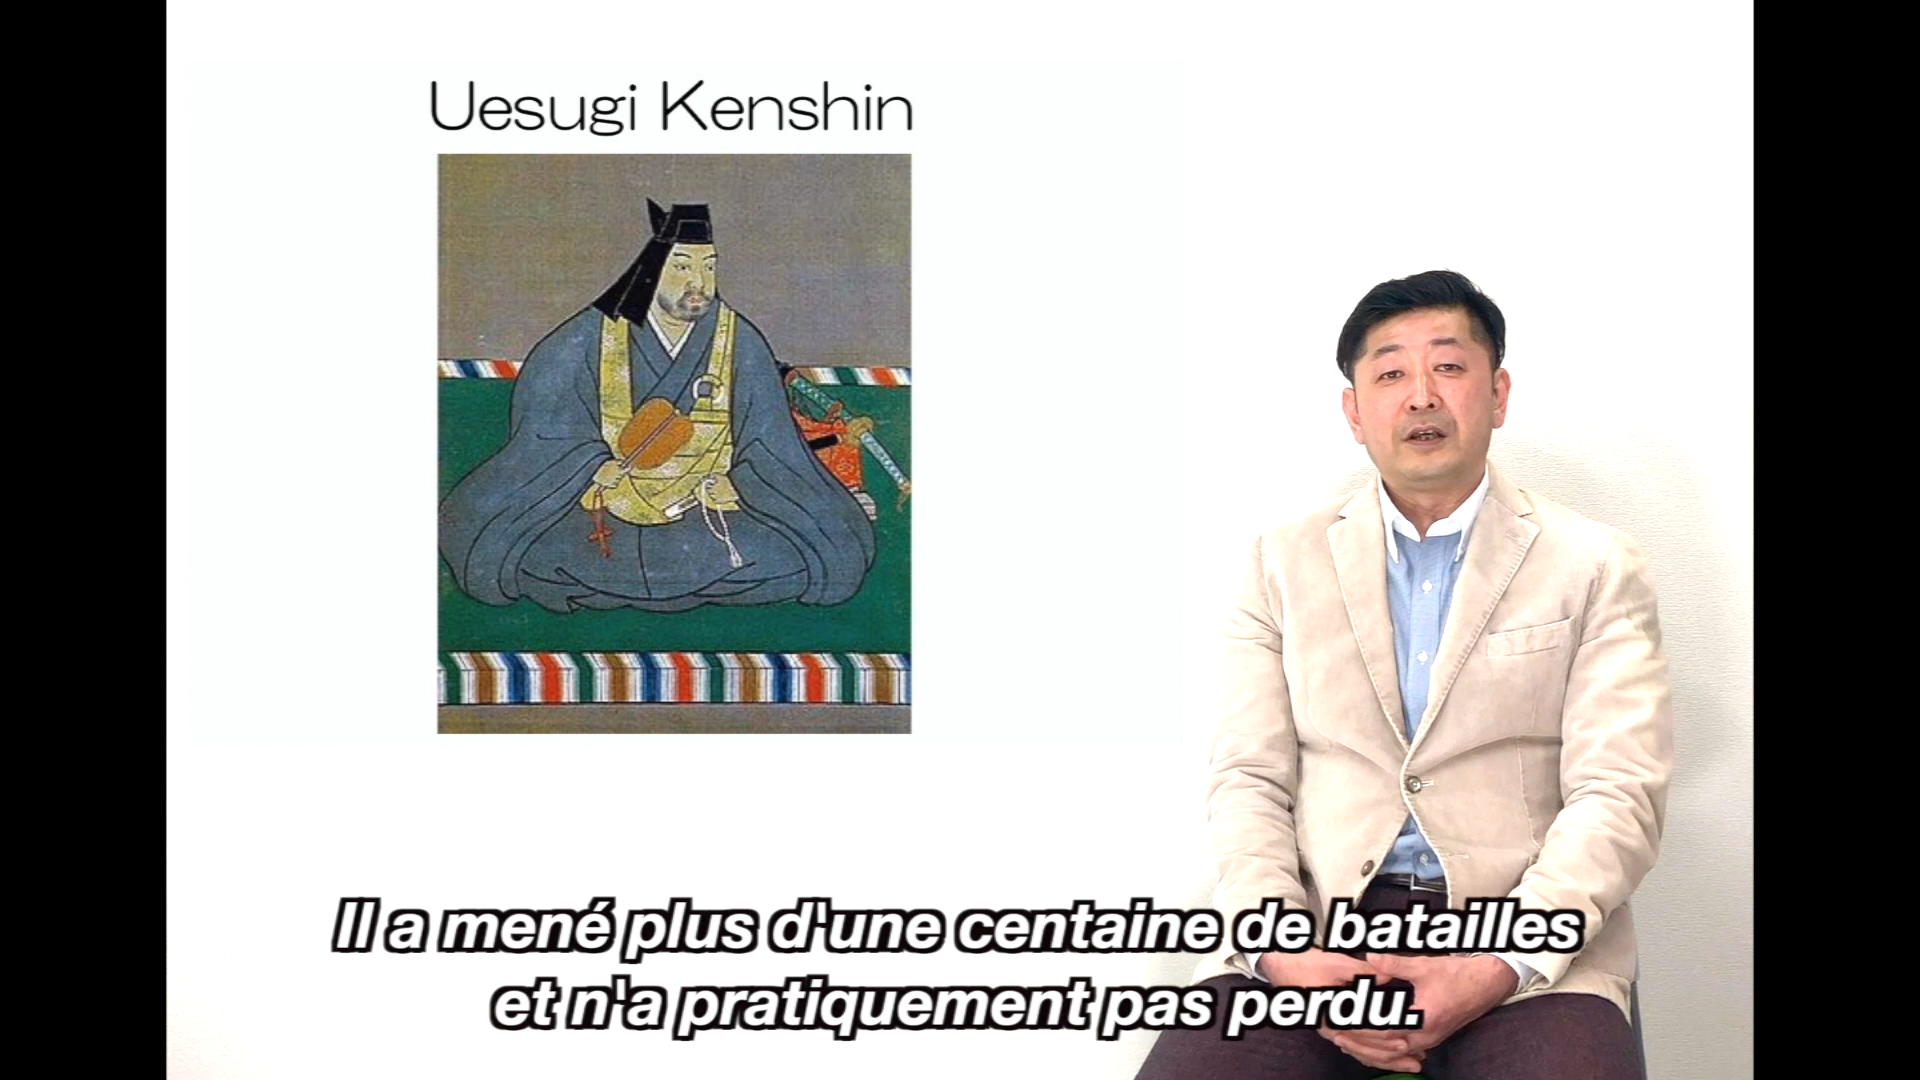 Uesugi Kenshin
Il a mené plus d'une centaine de batailles
et n'a pratiquement pas perdu.